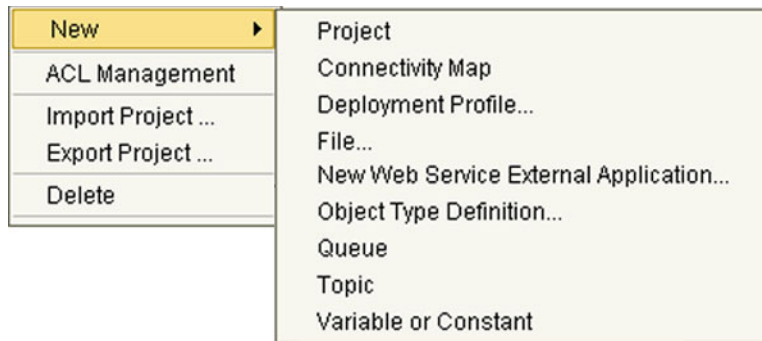 New
ACL Management
Import Project ...
Export Project ...
Delete
Project
Connectivity Map
Deployment Profile...
File...
New Web Service External Application...
Object Type Definition...
Queue
Topic
Variable or Constant